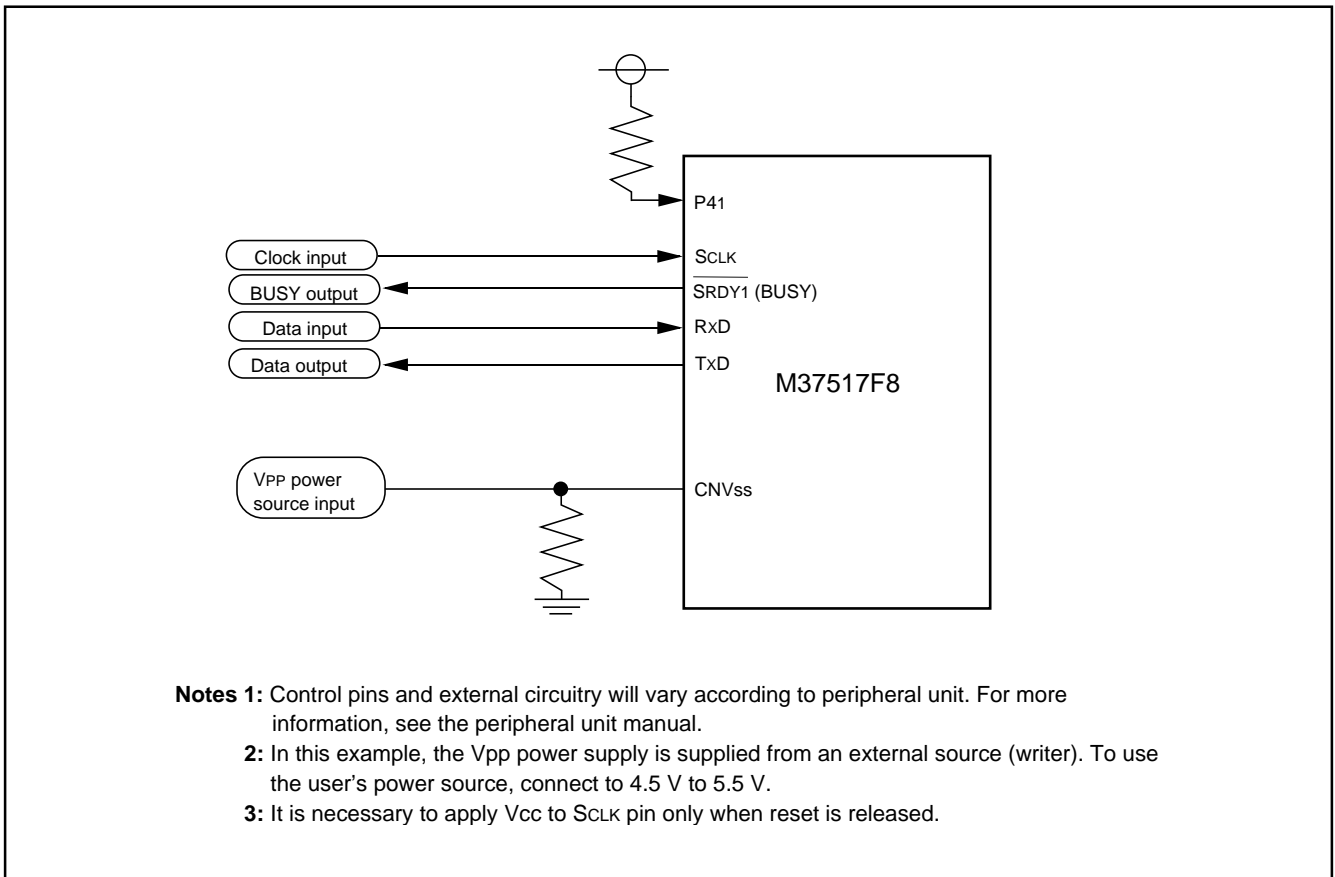 P41
Clock input
SCLK
BUSY output
SRDY1 (BUSY)
Data input
RxD
Data output
TxD
M37517F8
VPP power
source input
CNVss
Notes 1: Control pins and external circuitry will vary according to peripheral unit. For more
information, see the peripheral unit manual.
2: In this example, the Vpp power supply is supplied from an external source (writer). To use
the user's power source, connect to 4.5 V to 5.5 V.
3: It is necessary to apply Vcc to SCLK pin only when reset is released.